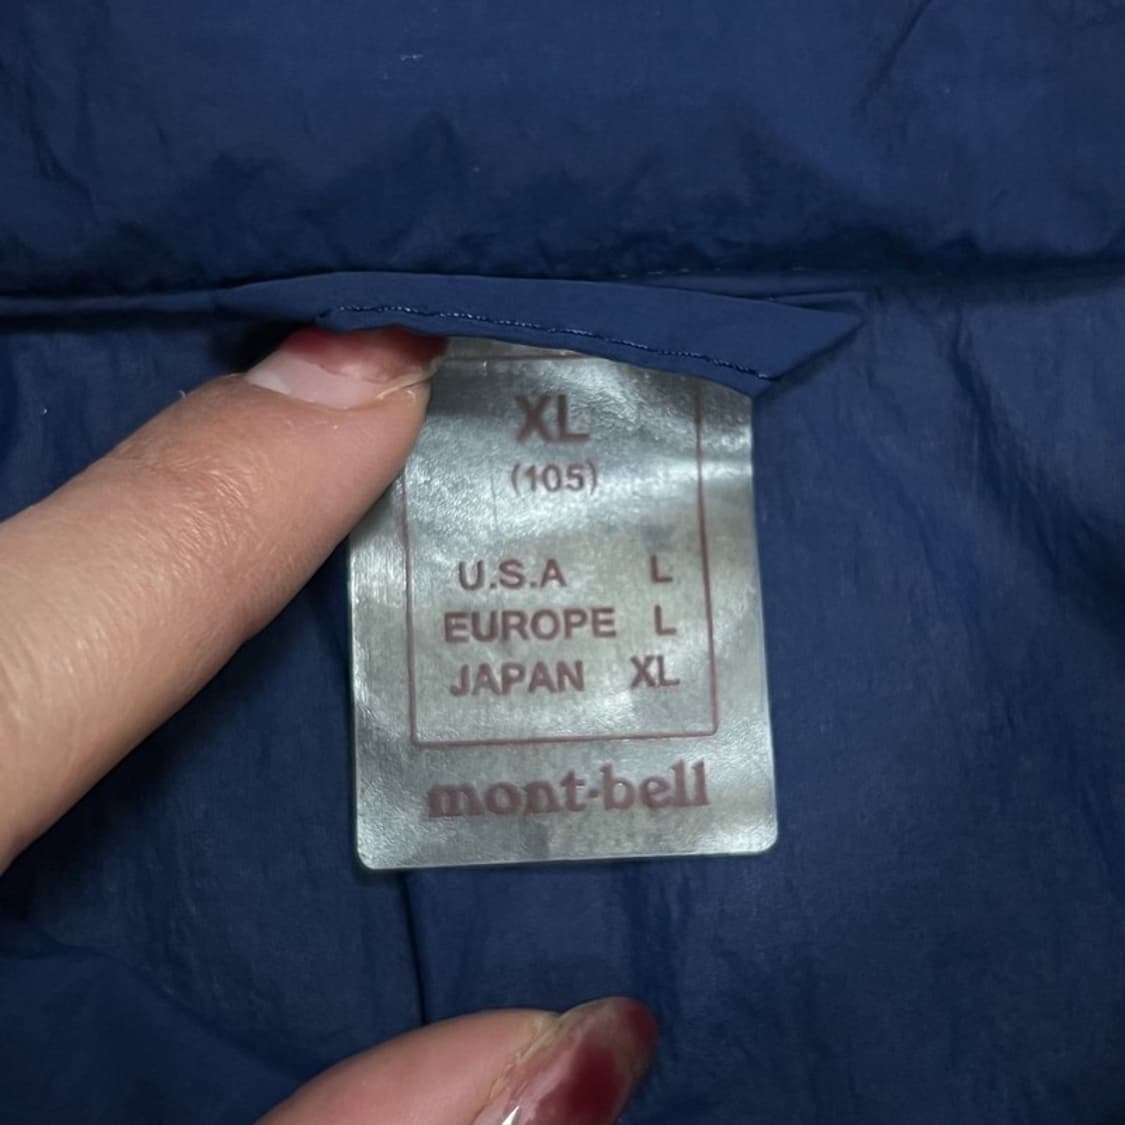 XL
(105)
U.S.A L
EUROPE L
JAPAN XL
mont-bell